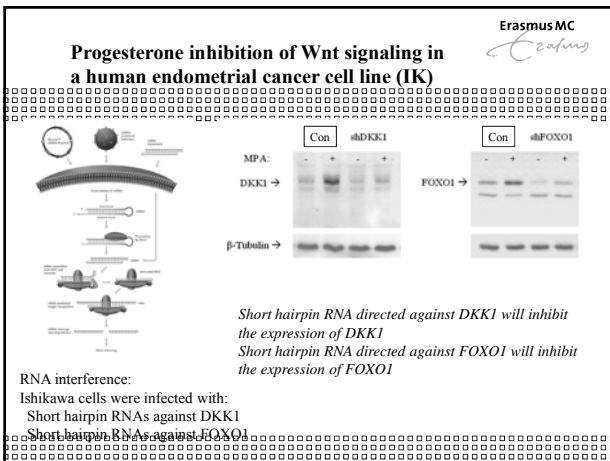 Erasmus MC
Erasmus
Progesterone inhibition of Wnt signaling in
a human endometrial cancer cell line (IK)
Con shDKK1
MPA: - + - +
DKK1 →
β-Tubulin →
Con shFOXO1
- + - +
FOXO1 →
Short hairpin RNA directed against DKK1 will inhibit
the expression of DKK1
Short hairpin RNA directed against FOXO1 will inhibit
the expression of FOXO1
RNA interference:
Ishikawa cells were infected with:
Short hairpin RNAs against DKK1
Short hairpin RNAs against FOXO1